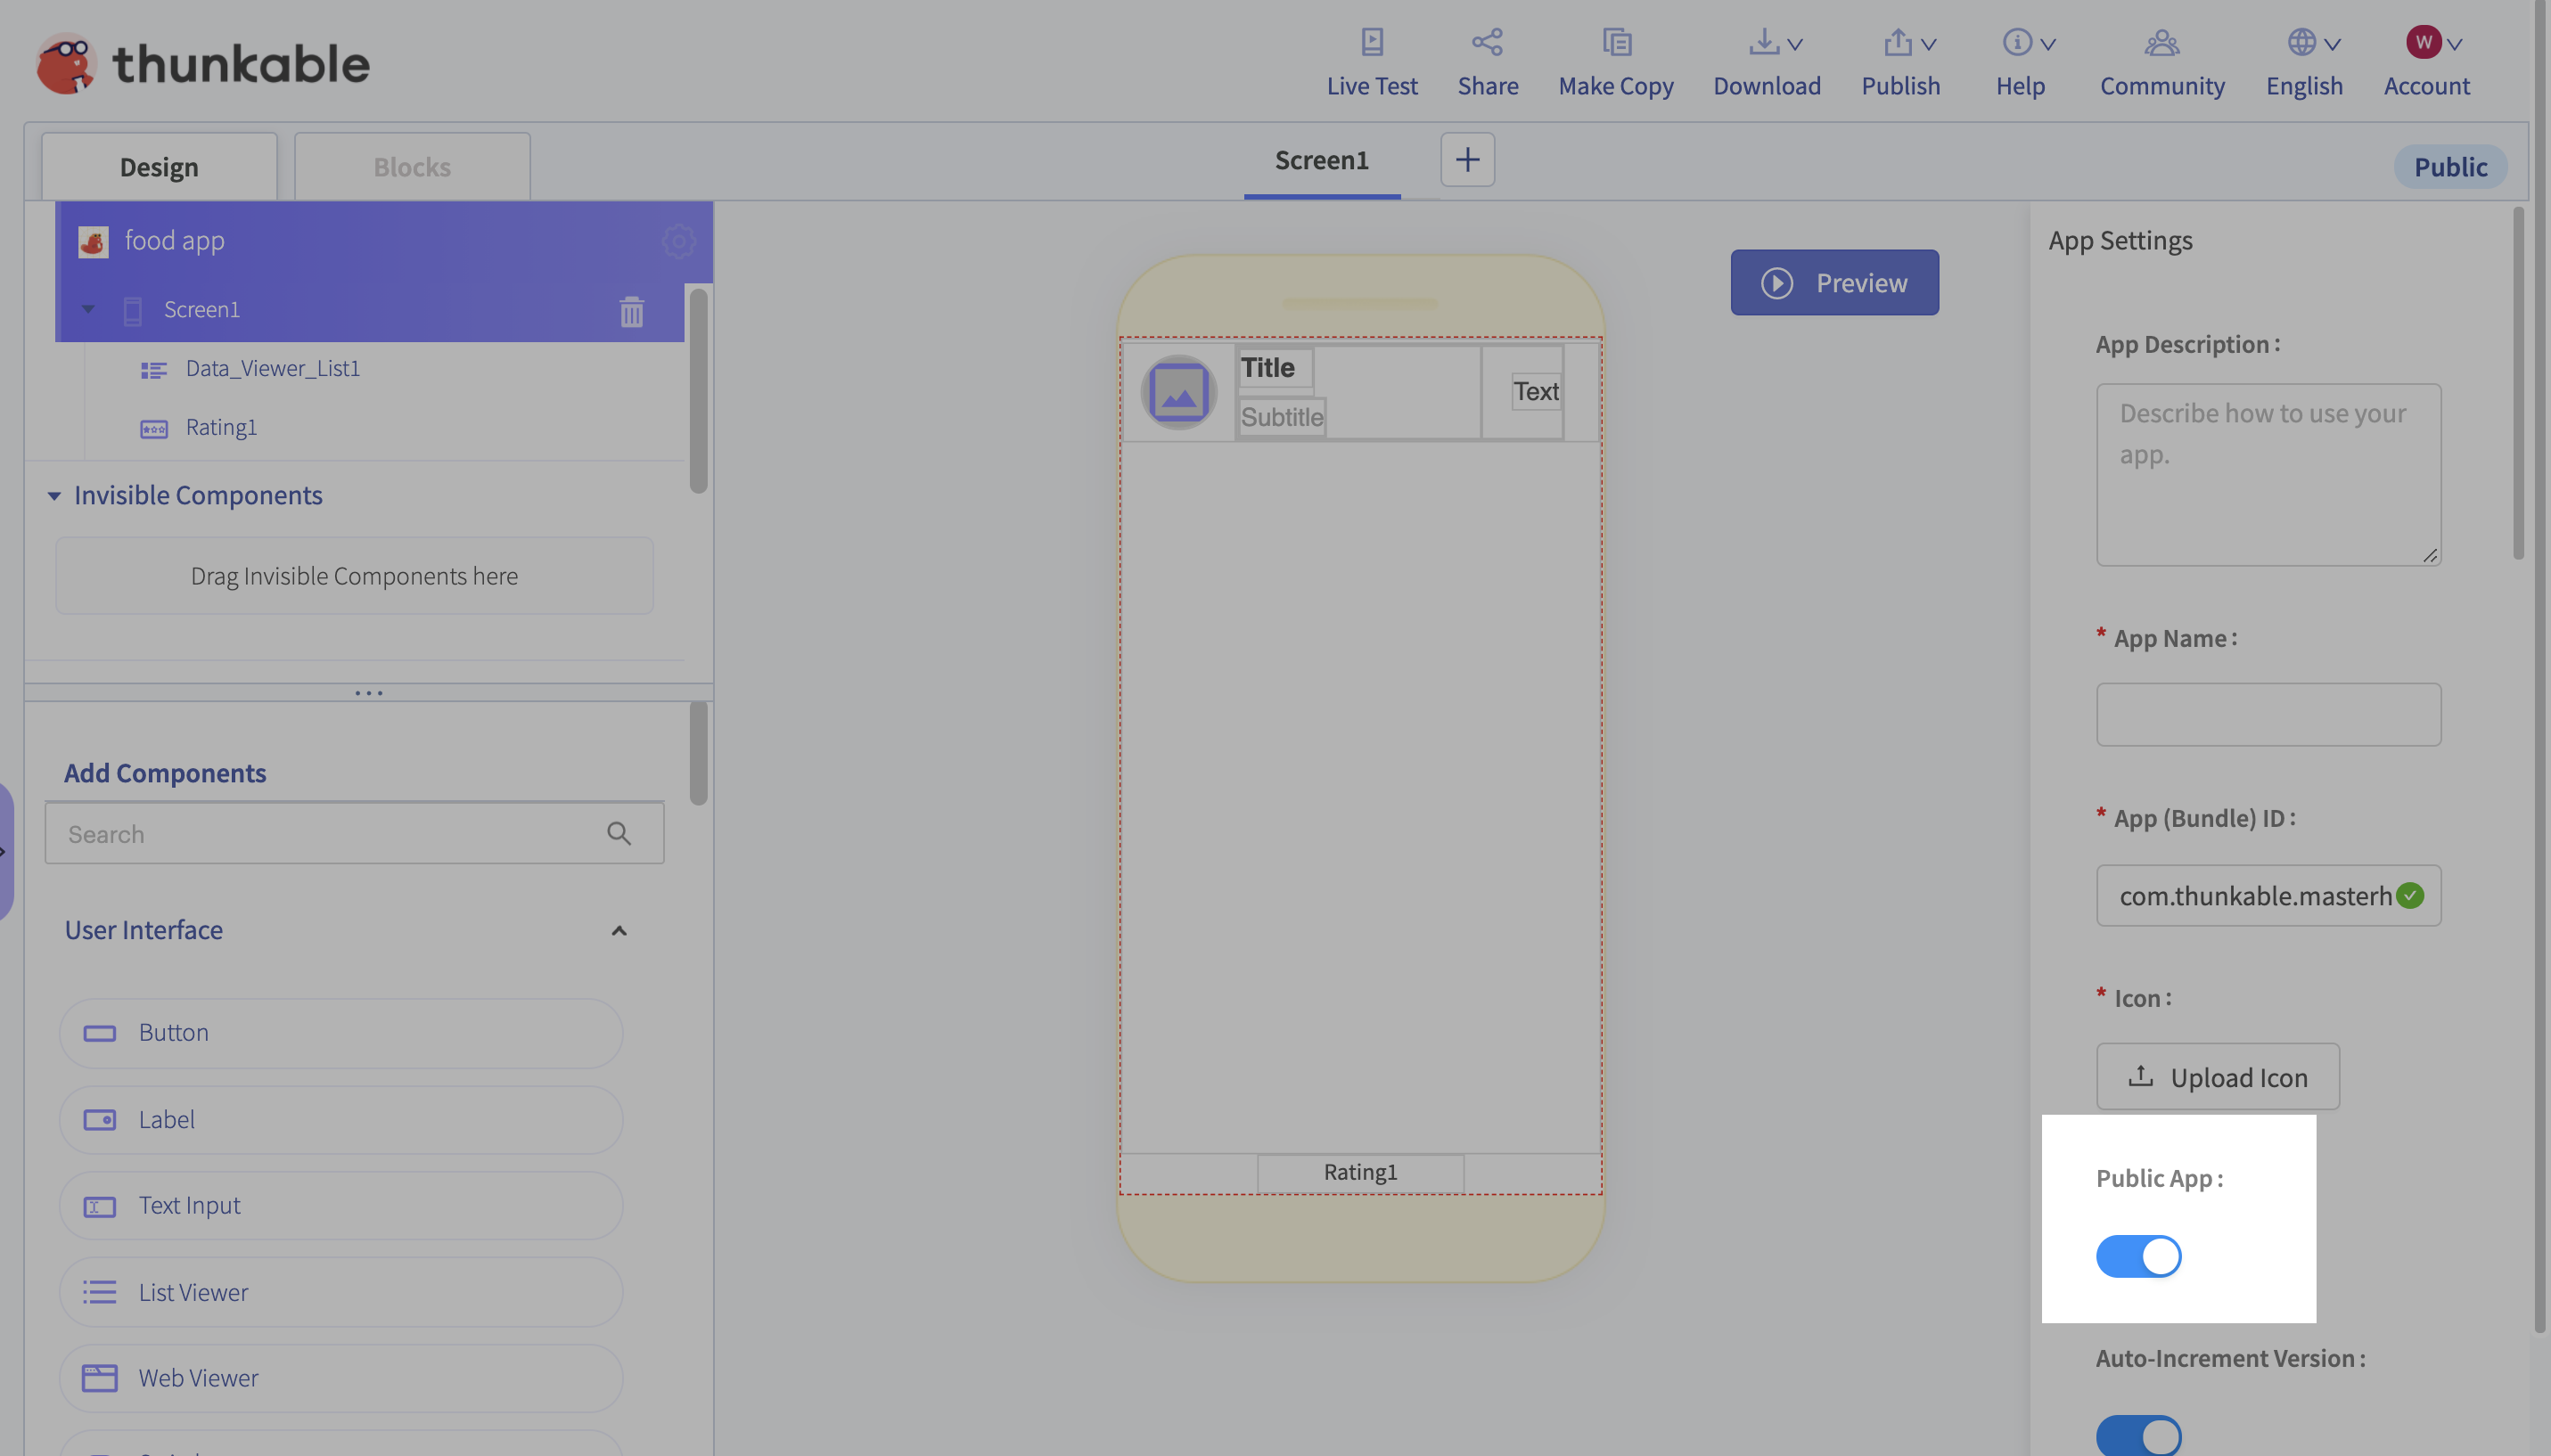 thunkable
Live Test
Share
Make Copy
Download
Publish
Help
Community
English
W
Account
Design
Blocks
Screen1
Public
food app
Screen1
Data_Viewer_List1
Rating1
Invisible Components
Drag Invisible Components here
Add Components
Search
User Interface
Button
Label
Text Input
List Viewer
Web Viewer
Preview
Title
Subtitle
Text
Rating1
App Settings
App Description :
Describe how to use your
app.
* App Name :
* App (Bundle) ID :
com.thunkable.masterh
* Icon :
Upload Icon
Public App :
Auto-Increment Version :